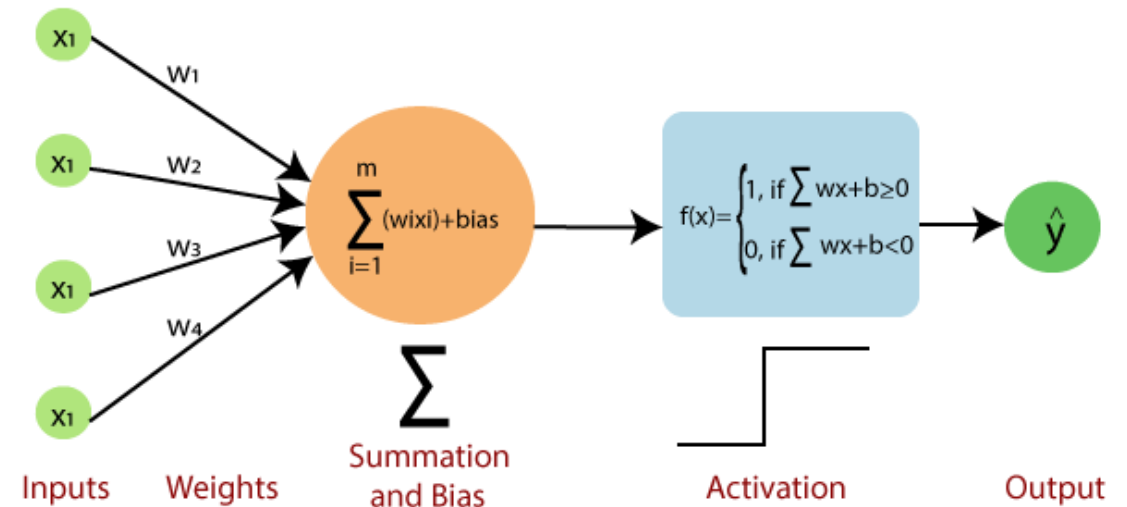 x1
w1
x1
w2
x1
w3
x1
w4
m
∑(wixi)+bias
i=1
∑
f(x)={1, if ∑ wx+b≥0
0, if ∑ wx+b<0
ŷ
Inputs
Weights
Summation
and Bias
Activation
Output